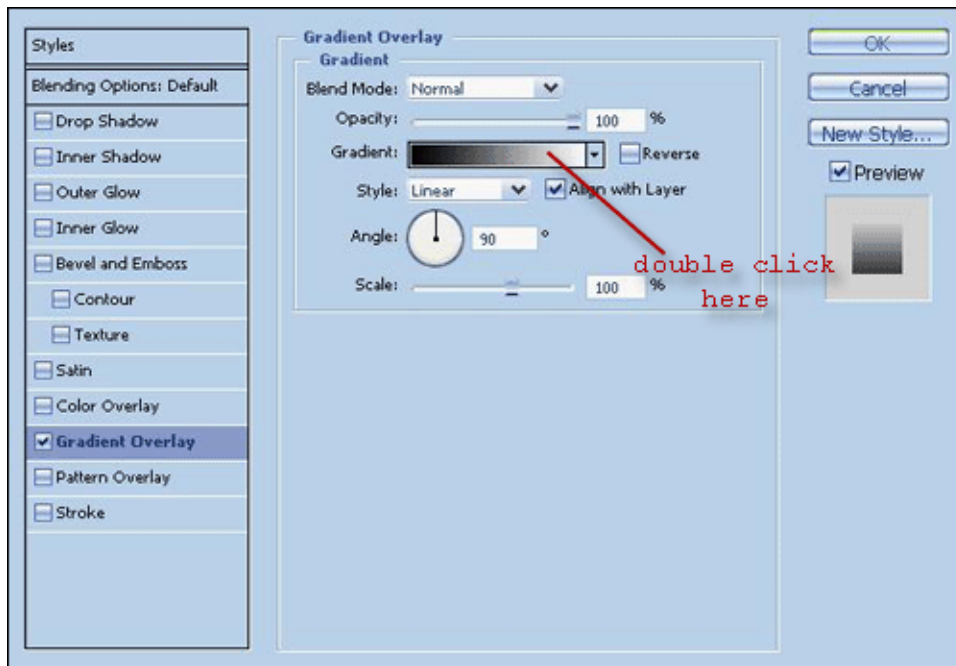 Styles
Blending Options: Default
Drop Shadow
Inner Shadow
Outer Glow
Inner Glow
Bevel and Emboss
Contour
Texture
Satin
Color Overlay
Gradient Overlay
Pattern Overlay
Stroke
Gradient Overlay
Gradient
Blend Mode: Normal
Opacity: 100 %
Gradient: Reverse
Style: Linear Align with Layer
Angle: 90 °
Scale: 100 %
double click
here
OK
Cancel
New Style...
Preview